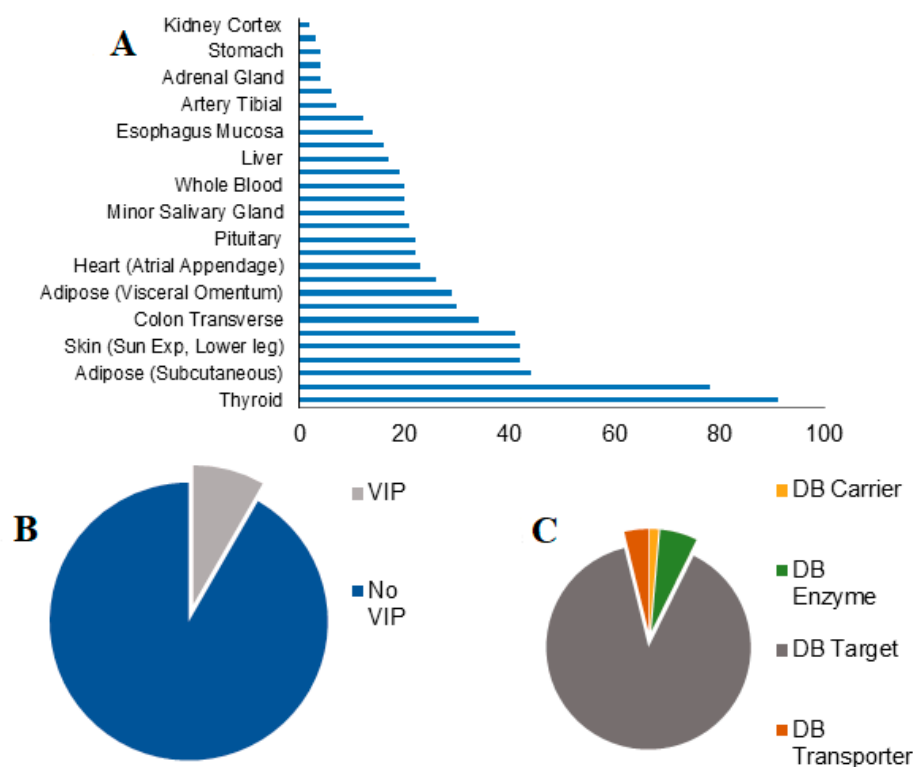 A
Kidney Cortex
Stomach
Adrenal Gland
Artery Tibial
Esophagus Mucosa
Liver
Whole Blood
Minor Salivary Gland
Pituitary
Heart (Atrial Appendage)
Adipose (Visceral Omentum)
Colon Transverse
Skin (Sun Exp, Lower leg)
Adipose (Subcutaneous)
Thyroid
0 20 40 60 80 100
B
VIP
No
VIP
C
DB Carrier
DB
Enzyme
DB Target
DB
Transporter